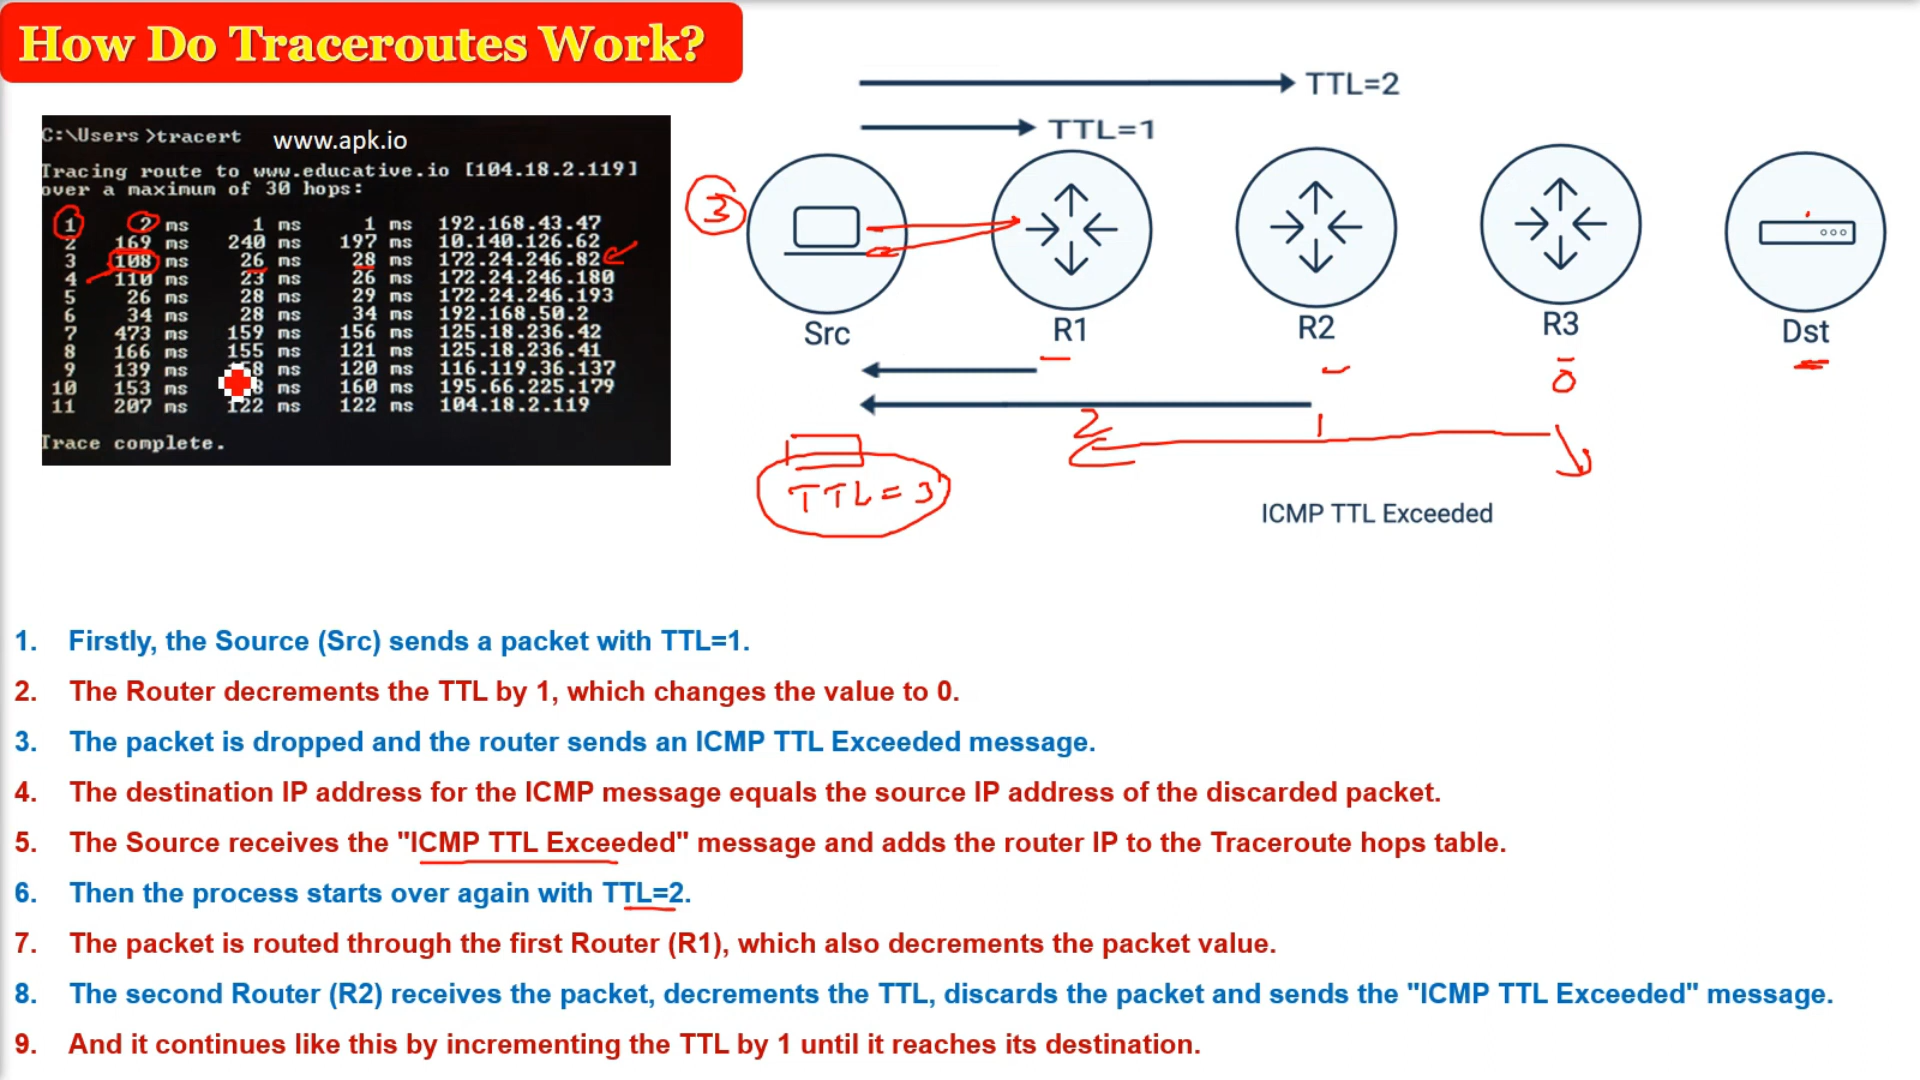 How Do Traceroutes Work?
C:\Users >tracert www.apk.io
Tracing route to www.educative.io [104.18.2.119]
over a maximum of 30 hops:
1 2 ms 1 ms 1 ms 192.168.43.47
2 169 ms 240 ms 197 ms 10.140.126.62
3 108 ms 26 ms 28 ms 172.24.246.82
4 110 ms 23 ms 26 ms 172.24.246.180
5 26 ms 28 ms 29 ms 172.24.246.193
6 34 ms 28 ms 34 ms 192.168.50.2
7 473 ms 159 ms 156 ms 125.18.236.42
8 166 ms 155 ms 121 ms 125.18.236.41
9 139 ms ms 120 ms 116.119.36.137
10 153 ms ms 160 ms 195.66.225.179
11 207 ms 122 ms 122 ms 104.18.2.119
Trace complete.
TTL=2
TTL=1
3
Src
R1
R2
R3
Dst
0
2
1
TTL=3
ICMP TTL Exceeded
1. Firstly, the Source (Src) sends a packet with TTL=1.
2. The Router decrements the TTL by 1, which changes the value to 0.
3. The packet is dropped and the router sends an ICMP TTL Exceeded message.
4. The destination IP address for the ICMP message equals the source IP address of the discarded packet.
5. The Source receives the "ICMP TTL Exceeded" message and adds the router IP to the Traceroute hops table.
6. Then the process starts over again with TTL=2.
7. The packet is routed through the first Router (R1), which also decrements the packet value.
8. The second Router (R2) receives the packet, decrements the TTL, discards the packet and sends the "ICMP TTL Exceeded" message.
9. And it continues like this by incrementing the TTL by 1 until it reaches its destination.